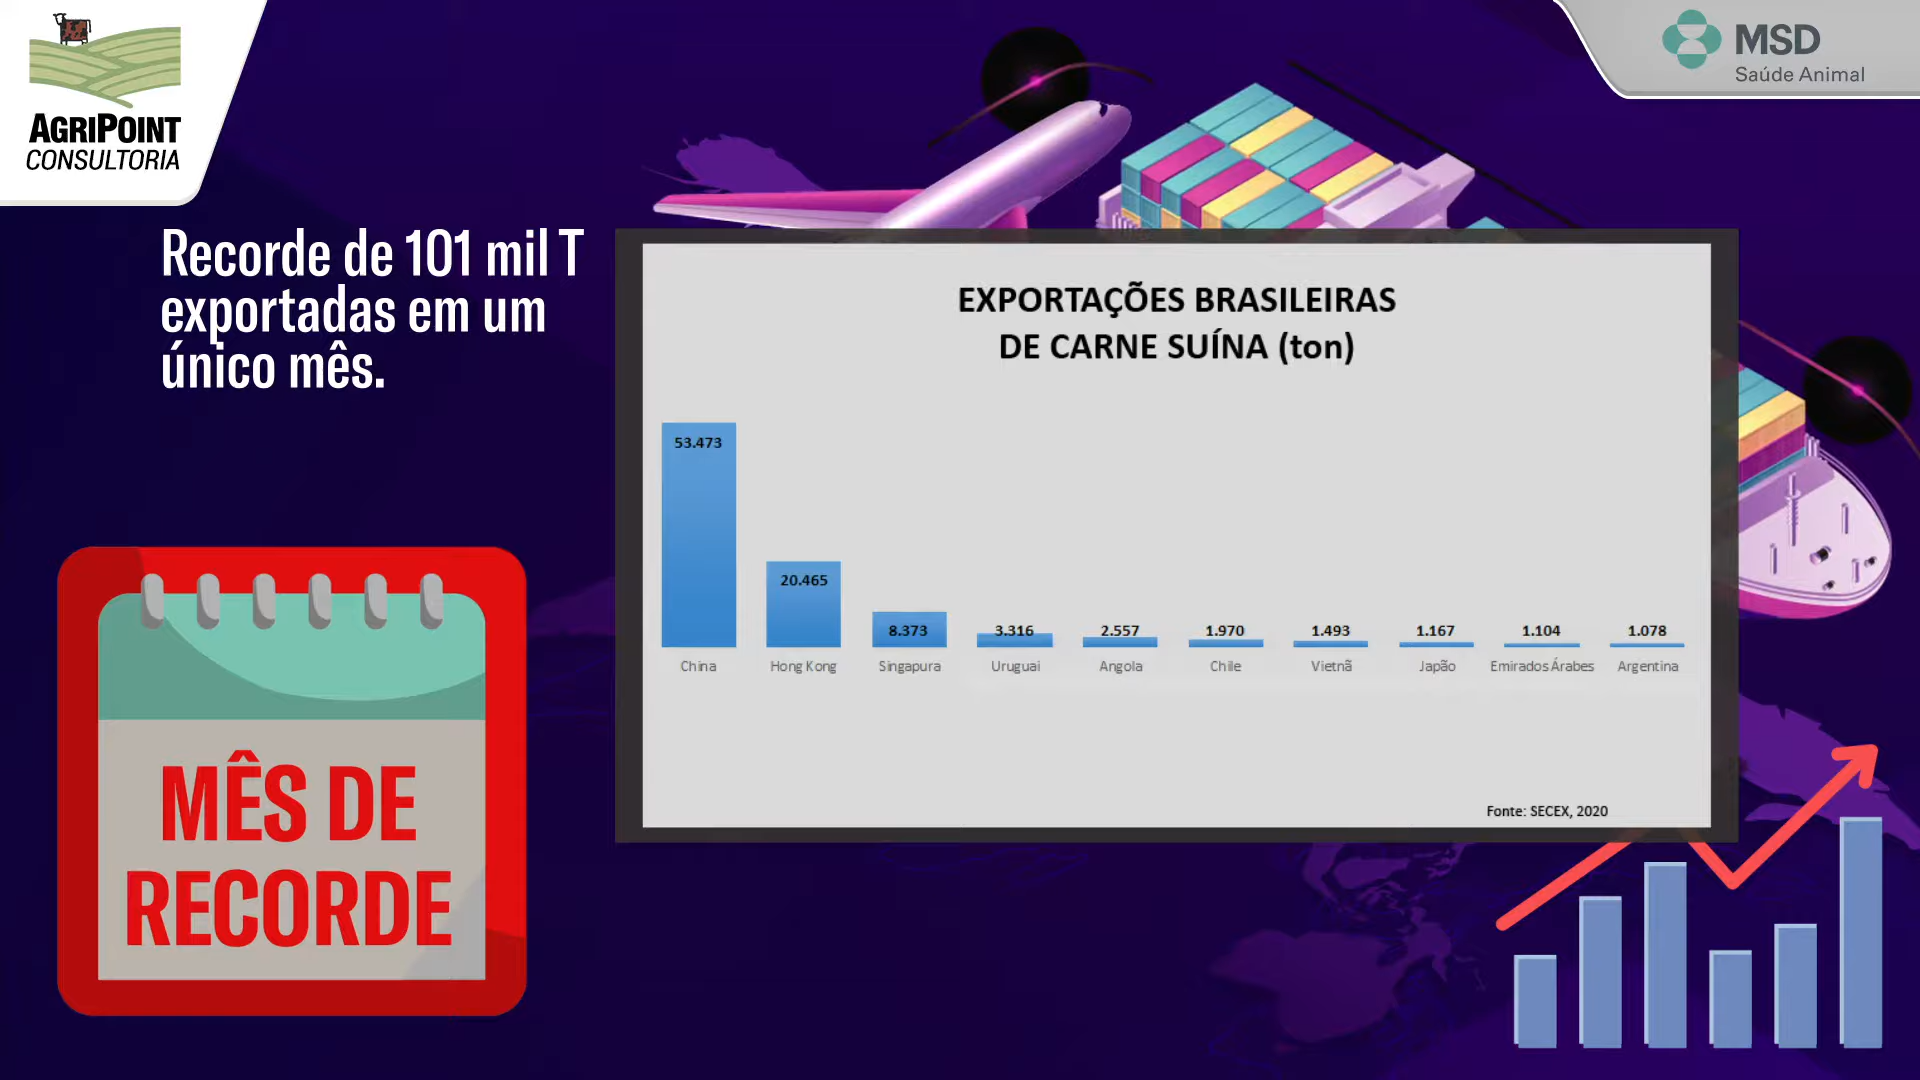 AGRIPOINT
CONSULTORIA
MSD
Saúde Animal
Recorde de 101 mil T
exportadas em um
único mês.
EXPORTAÇÕES BRASILEIRAS
DE CARNE SUÍNA (ton)
53.473
20.465
8.373
3.316
2.557
1.970
1.493
1.167
1.104
1.078
China
Hong Kong
Singapura
Uruguai
Angola
Chile
Vietnã
Japão
Emirados Árabes
Argentina
Fonte: SECEX, 2020
MÊS DE
RECORDE